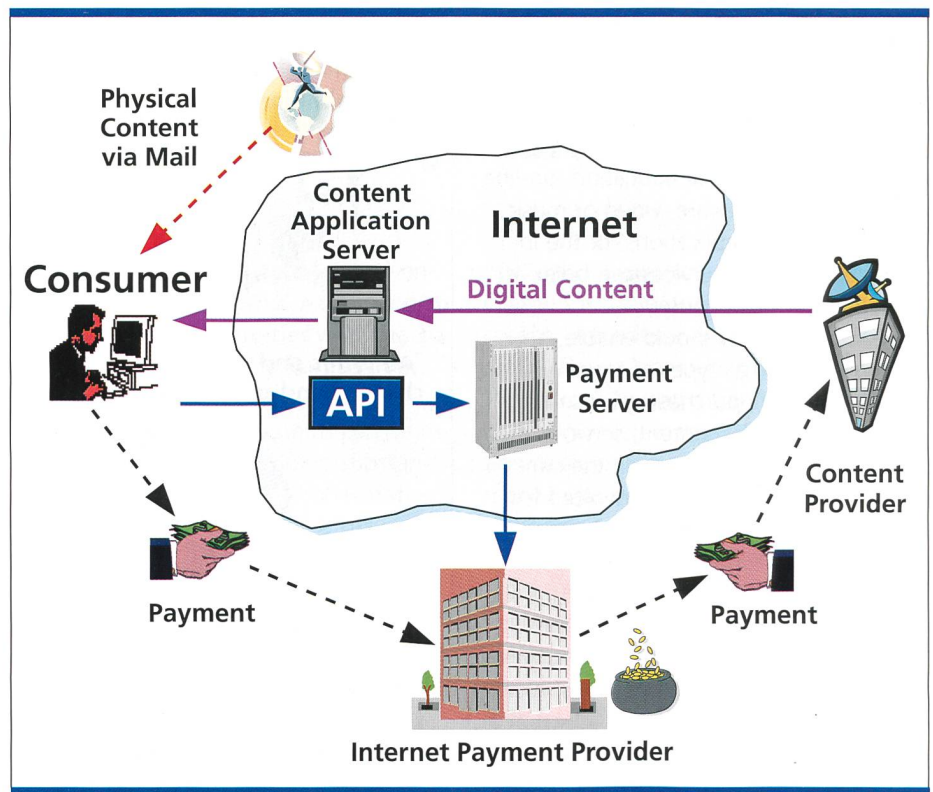 Physical
Content
via Mail
Content
Application
Server
Internet
Consumer
Digital Content
API
Payment
Server
Content
Provider
Payment
Payment
Internet Payment Provider